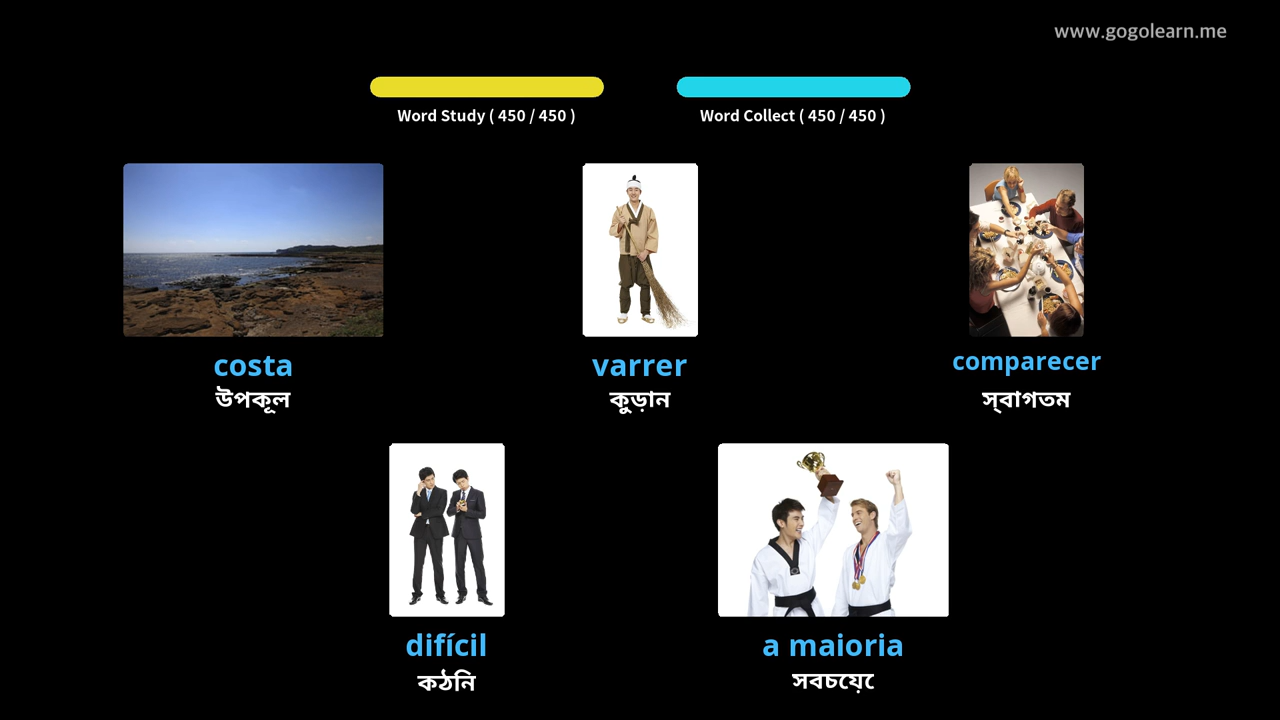 www.gogolearn.me
Word Study ( 450 / 450 )
Word Collect ( 450 / 450 )
costa
উপকূল
varrer
কুড়ান
comparecer
স্বাগতম
difícil
কঠনি
a maioria
সবচয়ে়ে